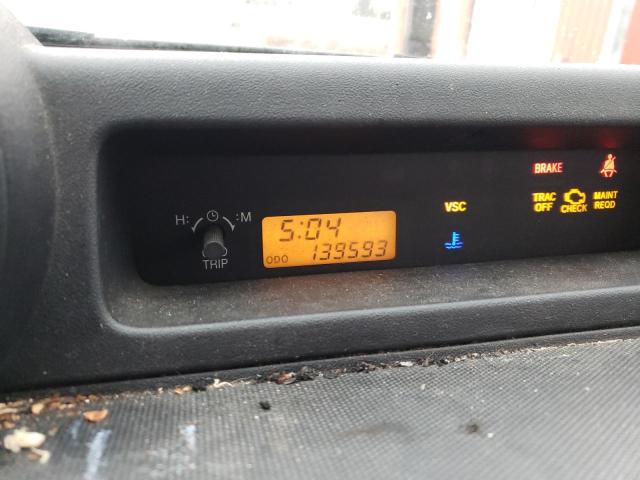 H: :M
TRIP
5:04
ODO 139593
VSC
BRAKE
TRAC OFF
CHECK
MAINT REQD